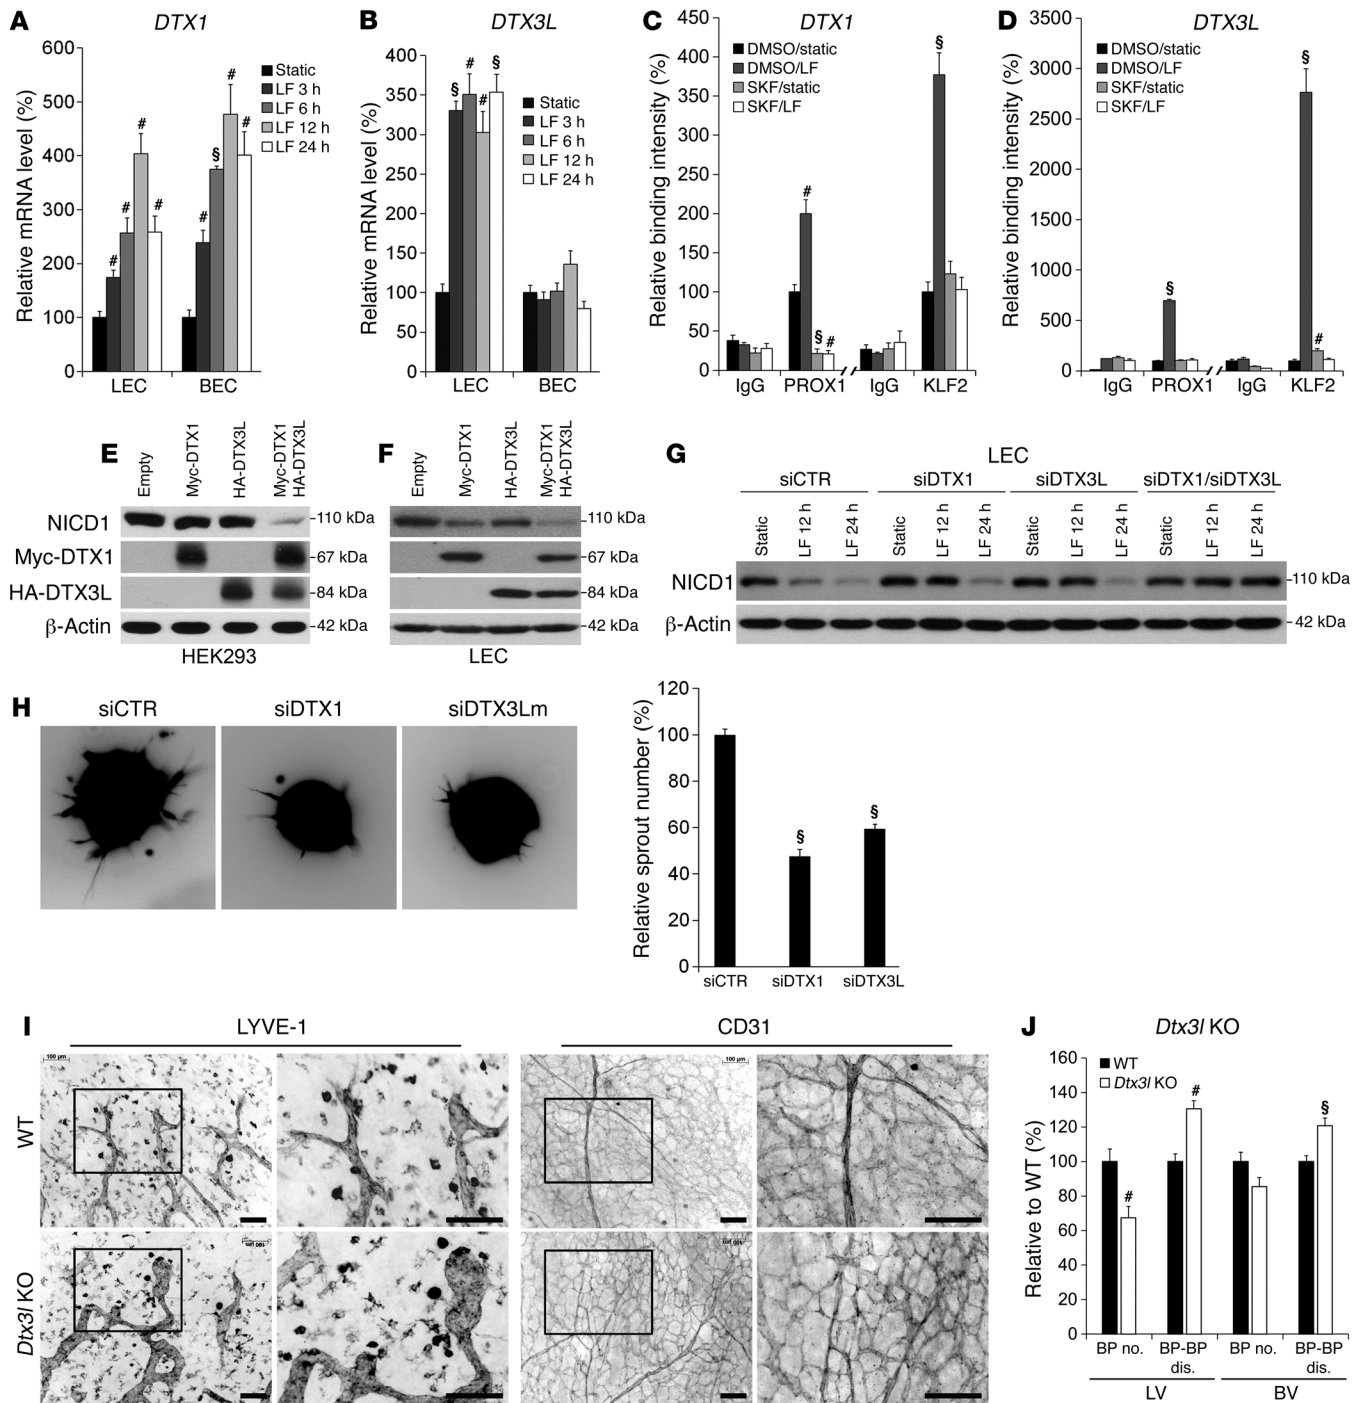 A
DTX1
Relative mRNA level (%)
600
500
400
300
200
100
0
Static
LF 3 h
LF 6 h
LF 12 h
LF 24 h
# # # # # § # #
LEC BEC
B
DTX3L
Relative mRNA level (%)
400
350
300
250
200
150
100
50
0
Static
LF 3 h
LF 6 h
LF 12 h
LF 24 h
§ # # §
LEC BEC
C
DTX1
Relative binding intensity (%)
450
400
350
300
250
200
150
100
50
0
DMSO/static
DMSO/LF
SKF/static
SKF/LF
# § # §
IgG PROX1 IgG KLF2
D
DTX3L
Relative binding intensity (%)
3500
3000
2500
2000
1500
1000
500
0
DMSO/static
DMSO/LF
SKF/static
SKF/LF
§ § #
IgG PROX1 IgG KLF2
E
Empty
Myc-DTX1
HA-DTX3L
Myc-DTX1
HA-DTX3L
NICD1 110 kDa
Myc-DTX1 67 kDa
HA-DTX3L 84 kDa
β-Actin 42 kDa
HEK293
F
Empty
Myc-DTX1
HA-DTX3L
Myc-DTX1
HA-DTX3L
110 kDa
67 kDa
84 kDa
42 kDa
LEC
G
LEC
siCTR siDTX1 siDTX3L siDTX1/siDTX3L
Static LF 12 h LF 24 h Static LF 12 h LF 24 h Static LF 12 h LF 24 h Static LF 12 h LF 24 h
NICD1 110 kDa
β-Actin 42 kDa
H
siCTR siDTX1 siDTX3Lm
Relative sprout number (%)
120
100
80
60
40
20
0
§ §
siCTR siDTX1 siDTX3L
I
LYVE-1 CD31
WT
100 µm 100 µm
Dtx3l KO
100 µm 100 µm
J
Dtx3l KO
Relative to WT (%)
160
140
120
100
80
60
40
20
0
WT
Dtx3l KO
# # §
BP no. BP-BP dis. BP no. BP-BP dis.
LV BV